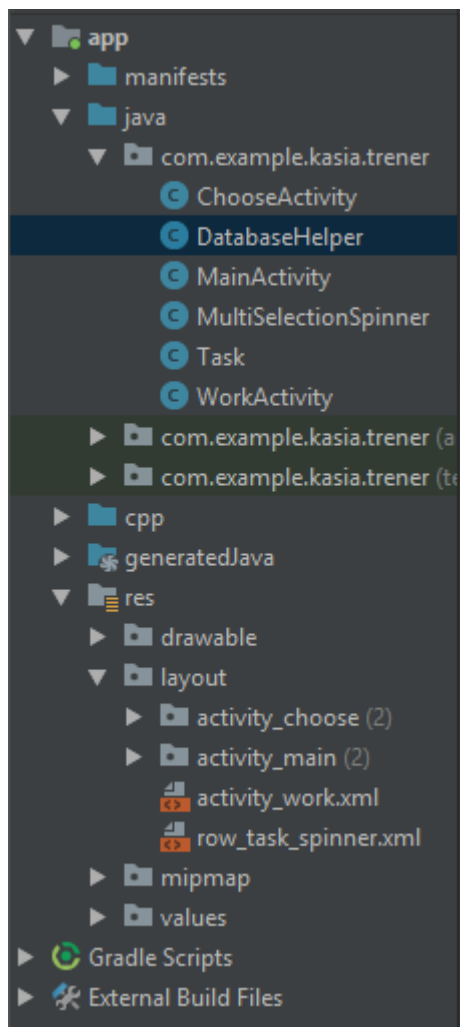 app
manifests
java
com.example.kasia.trener
ChooseActivity
DatabaseHelper
MainActivity
MultiSelectionSpinner
Task
WorkActivity
com.example.kasia.trener (a
com.example.kasia.trener (te
cpp
generatedJava
res
drawable
layout
activity_choose (2)
activity_main (2)
activity_work.xml
row_task_spinner.xml
mipmap
values
Gradle Scripts
External Build Files